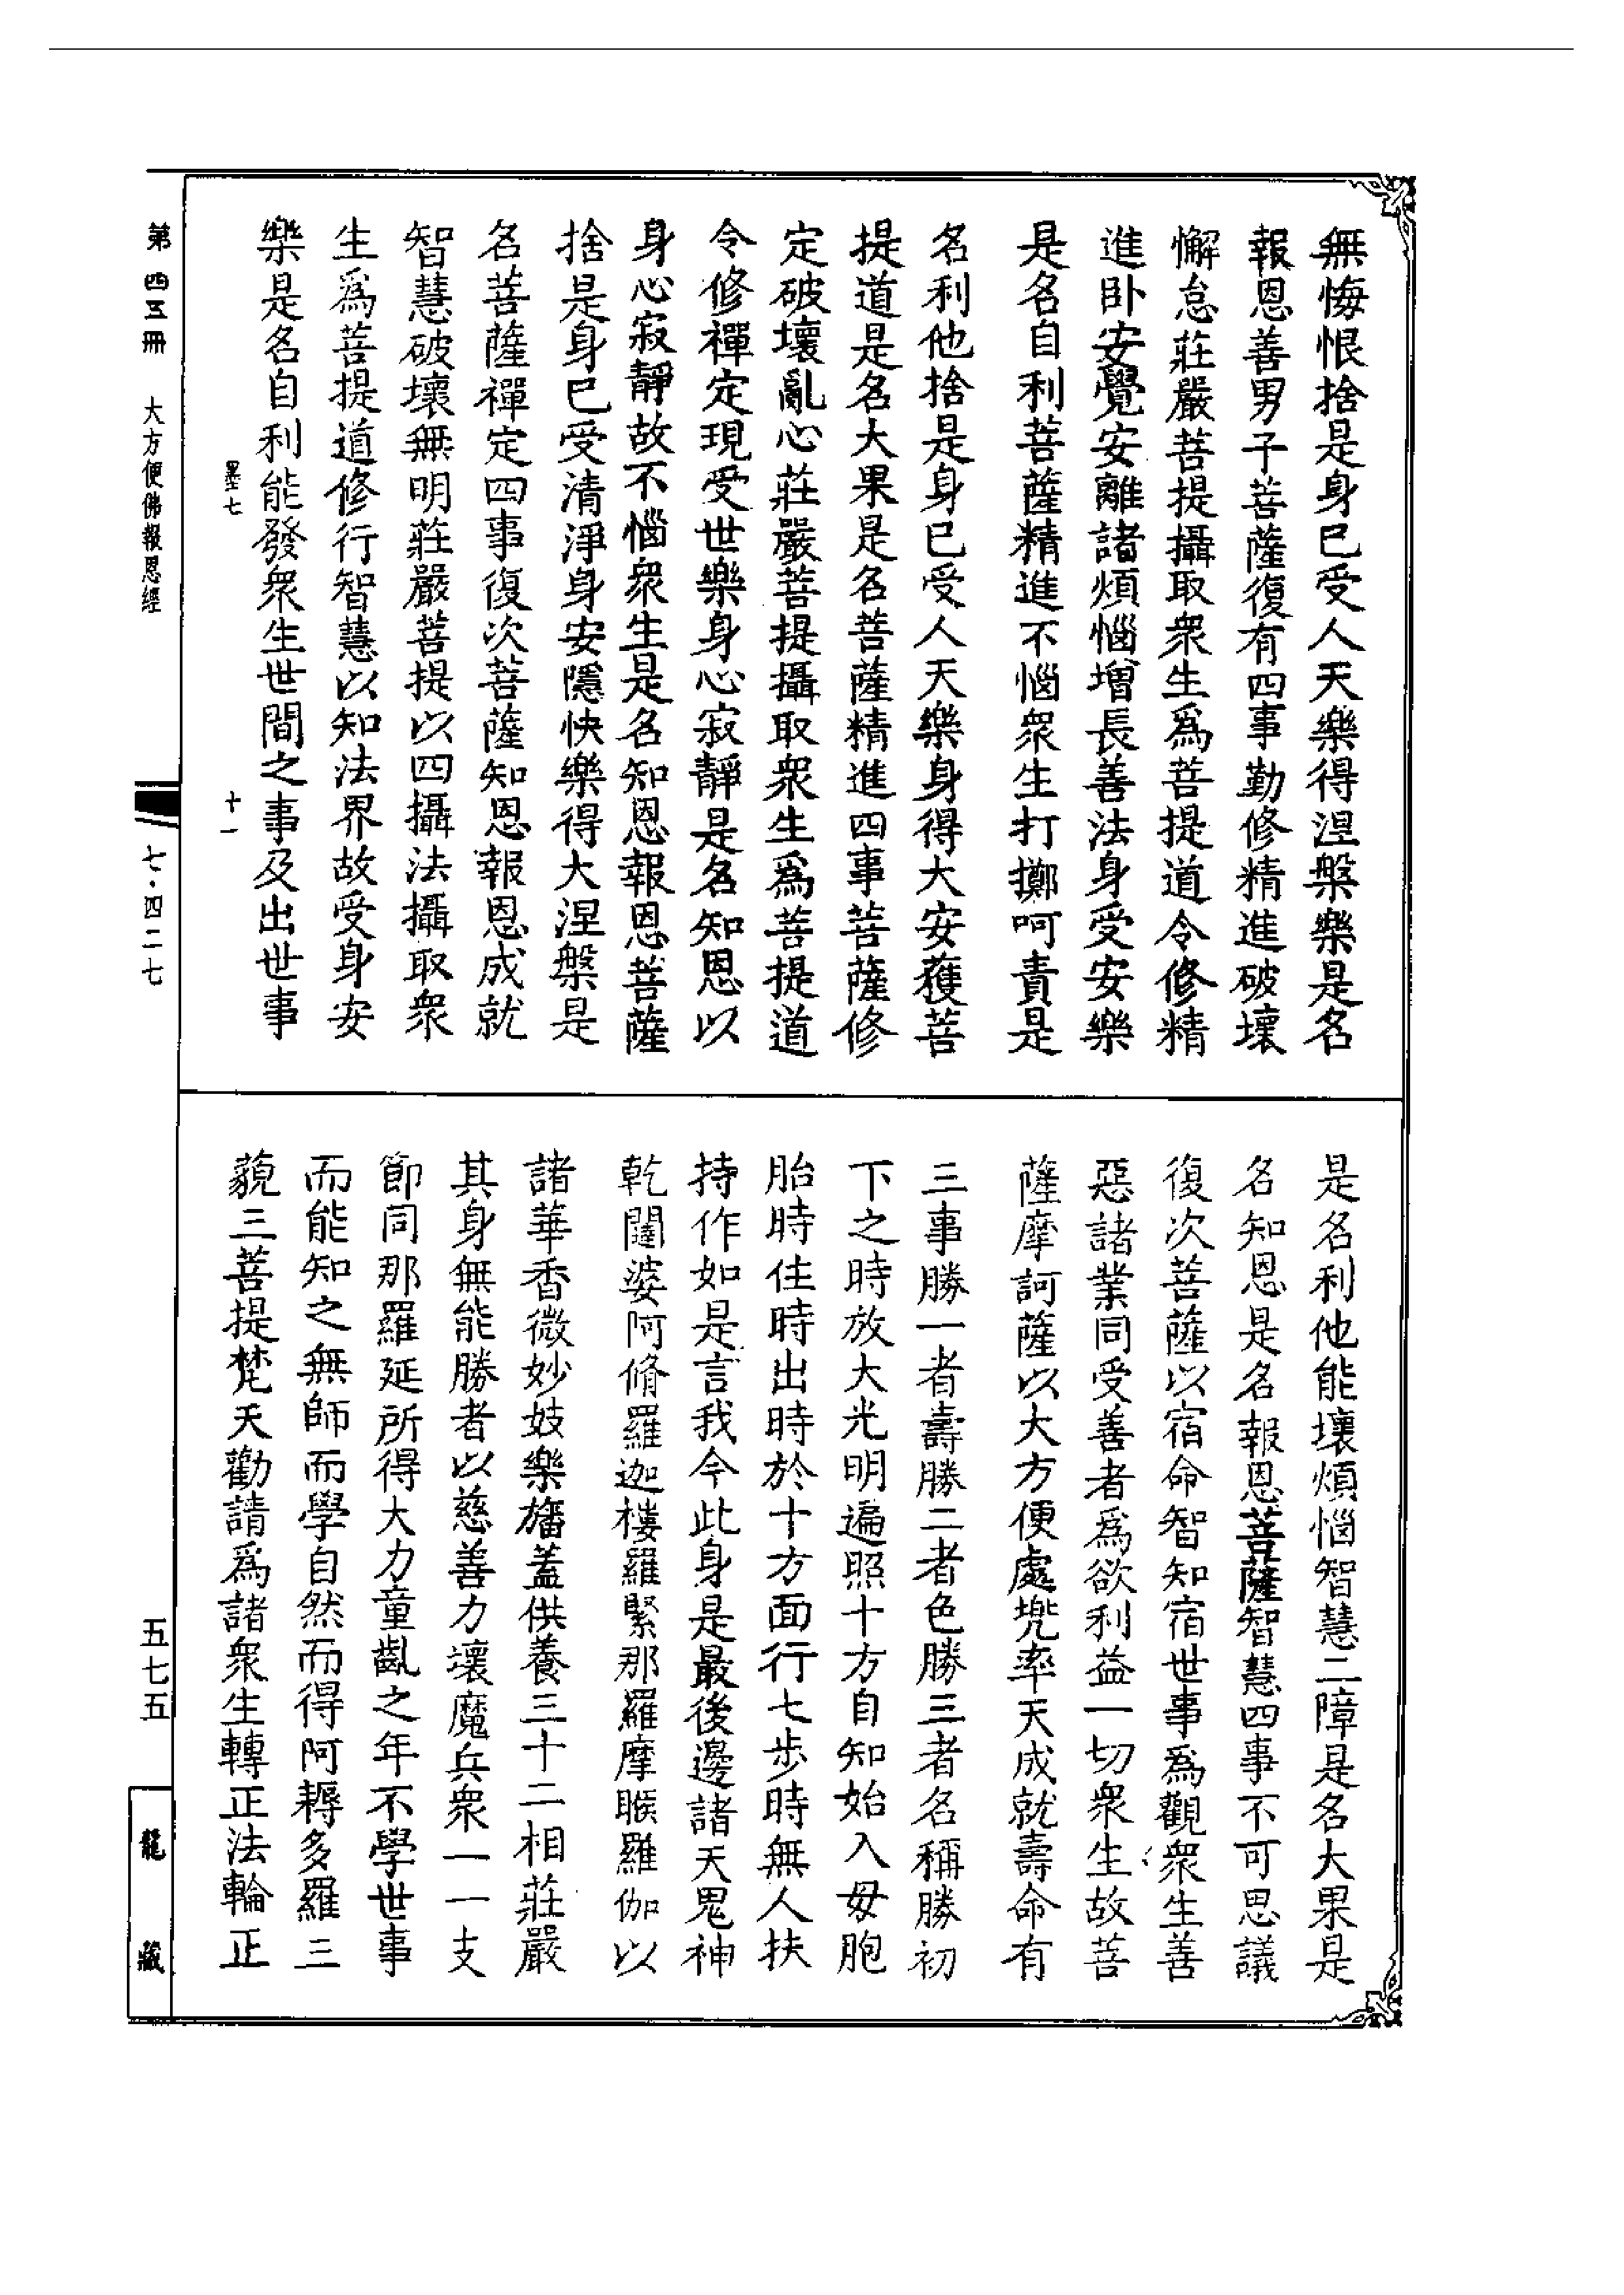 無悔恨捨是身已受人天樂得涅槃樂是名
報恩善男子菩薩復有四事勤修精進破壞
懈怠莊嚴菩提攝取衆生爲菩提道令修精
進卧安覺安離諸煩惱增長善法身受安樂
是名自利菩薩精進不惱衆生打擲呵責是
名利他捨是身已受人天樂身得大安獲菩
提道是名大果是名菩薩精進四事菩薩修
定破壞亂心莊嚴菩提攝取衆生爲菩提道
令修禪定現受世樂身心寂靜是名知恩以
身心寂靜故不惱衆生是名知恩報恩菩薩
捨是身已受清淨身安隱快樂得大涅槃是
名菩薩禪定四事復次菩薩知恩報恩成就
智慧破壞無明莊嚴菩提以四攝法攝取衆
生爲菩提道修行智慧以知法界故受身安
樂是名自利能發衆生世間之事及出世事
墨七 十一
是名利他能壞煩惱智慧二障是名大果是
名知恩是名報恩菩薩智慧四事不可思議
復次菩薩以宿命智知宿世事爲觀衆生善
惡諸業同受善者爲欲利益一切衆生故菩
薩摩訶薩以大方便處兠率天成就壽命有
三事勝一者壽勝二者色勝三者名稱勝初
下之時放大光明遍照十方自知始入母胞
胎時住時出時於十方面行七步時無人扶
持作如是言我今此身是最後邊諸天鬼神
乾闥婆阿脩羅迦樓羅緊那羅摩睺羅伽以
諸華香微妙妓樂旛蓋供養三十二相莊嚴
其身無能勝者以慈善力壞魔兵衆一一支
節同那羅延所得大力童齓之年不學世事
而能知之無師而學自然而得阿耨多羅三
藐三菩提梵天勸請爲諸衆生轉正法輪正
第四五冊 大方便佛報恩經
七·四二七
五七五
龍藏